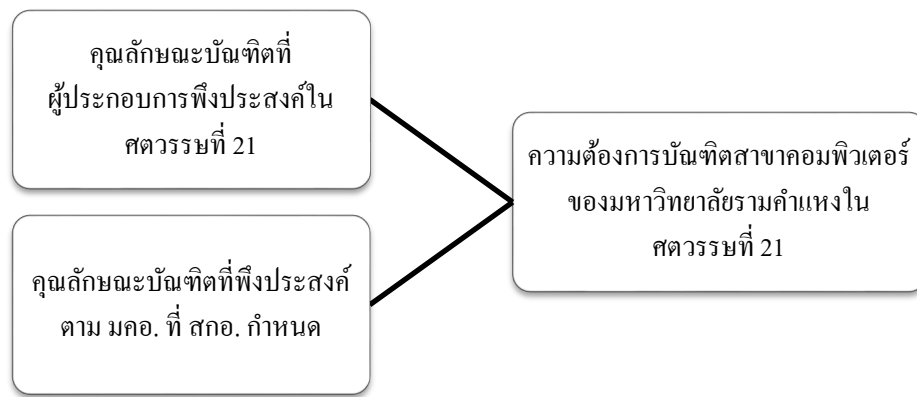 คุณลักษณะบัณฑิตที่
ผู้ประกอบการพึงประสงค์ใน
ศตวรรษที่ 21
คุณลักษณะบัณฑิตที่พึงประสงค์
ตาม มคอ. ที่ สกอ. กำหนด
ความต้องการบัณฑิตสาขาคอมพิวเตอร์
ของมหาวิทยาลัยรามคำแหงใน
ศตวรรษที่ 21